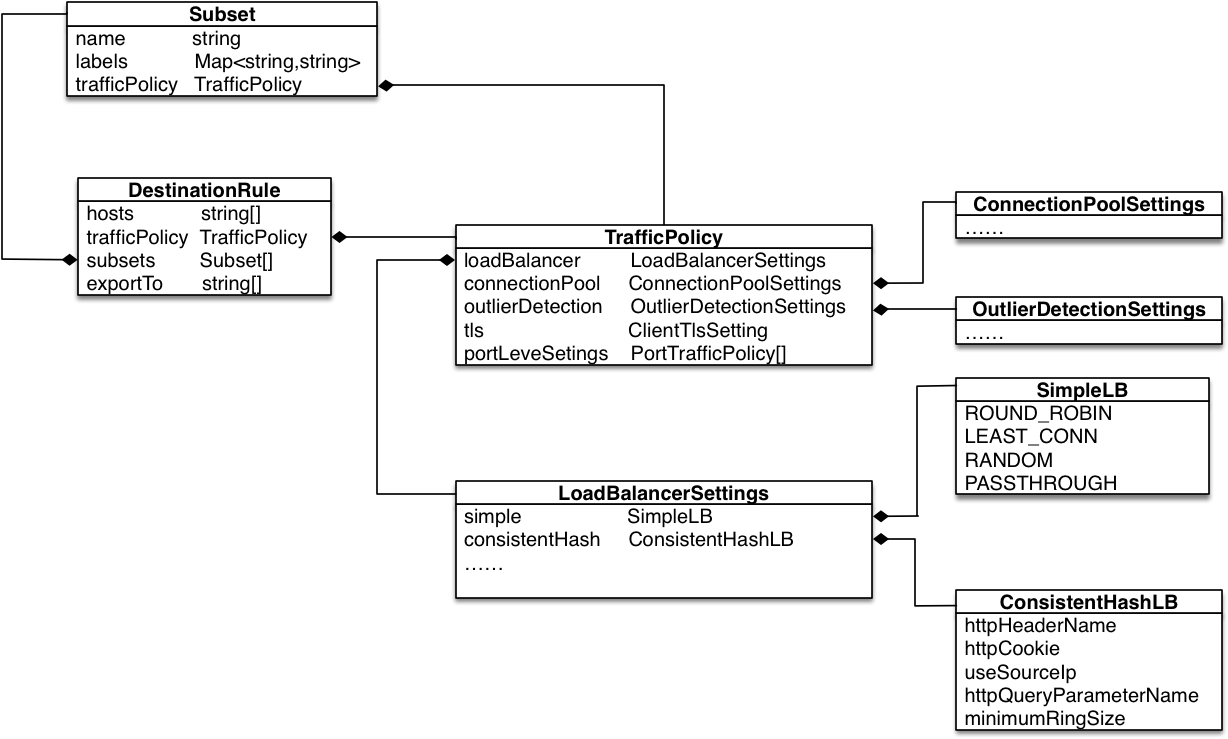 Subset
name string
labels Map<string,string>
trafficPolicy TrafficPolicy
DestinationRule
hosts string[]
trafficPolicy TrafficPolicy
subsets Subset[]
exportTo string[]
TrafficPolicy
loadBalancer LoadBalancerSettings
connectionPool ConnectionPoolSettings
outlierDetection OutlierDetectionSettings
tls ClientTlsSetting
portLeveSetings PortTrafficPolicy[]
ConnectionPoolSettings
......
OutlierDetectionSettings
......
SimpleLB
ROUND_ROBIN
LEAST_CONN
RANDOM
PASSTHROUGH
LoadBalancerSettings
simple SimpleLB
consistentHash ConsistentHashLB
......
ConsistentHashLB
httpHeaderName
httpCookie
useSourceIp
httpQueryParameterName
minimumRingSize